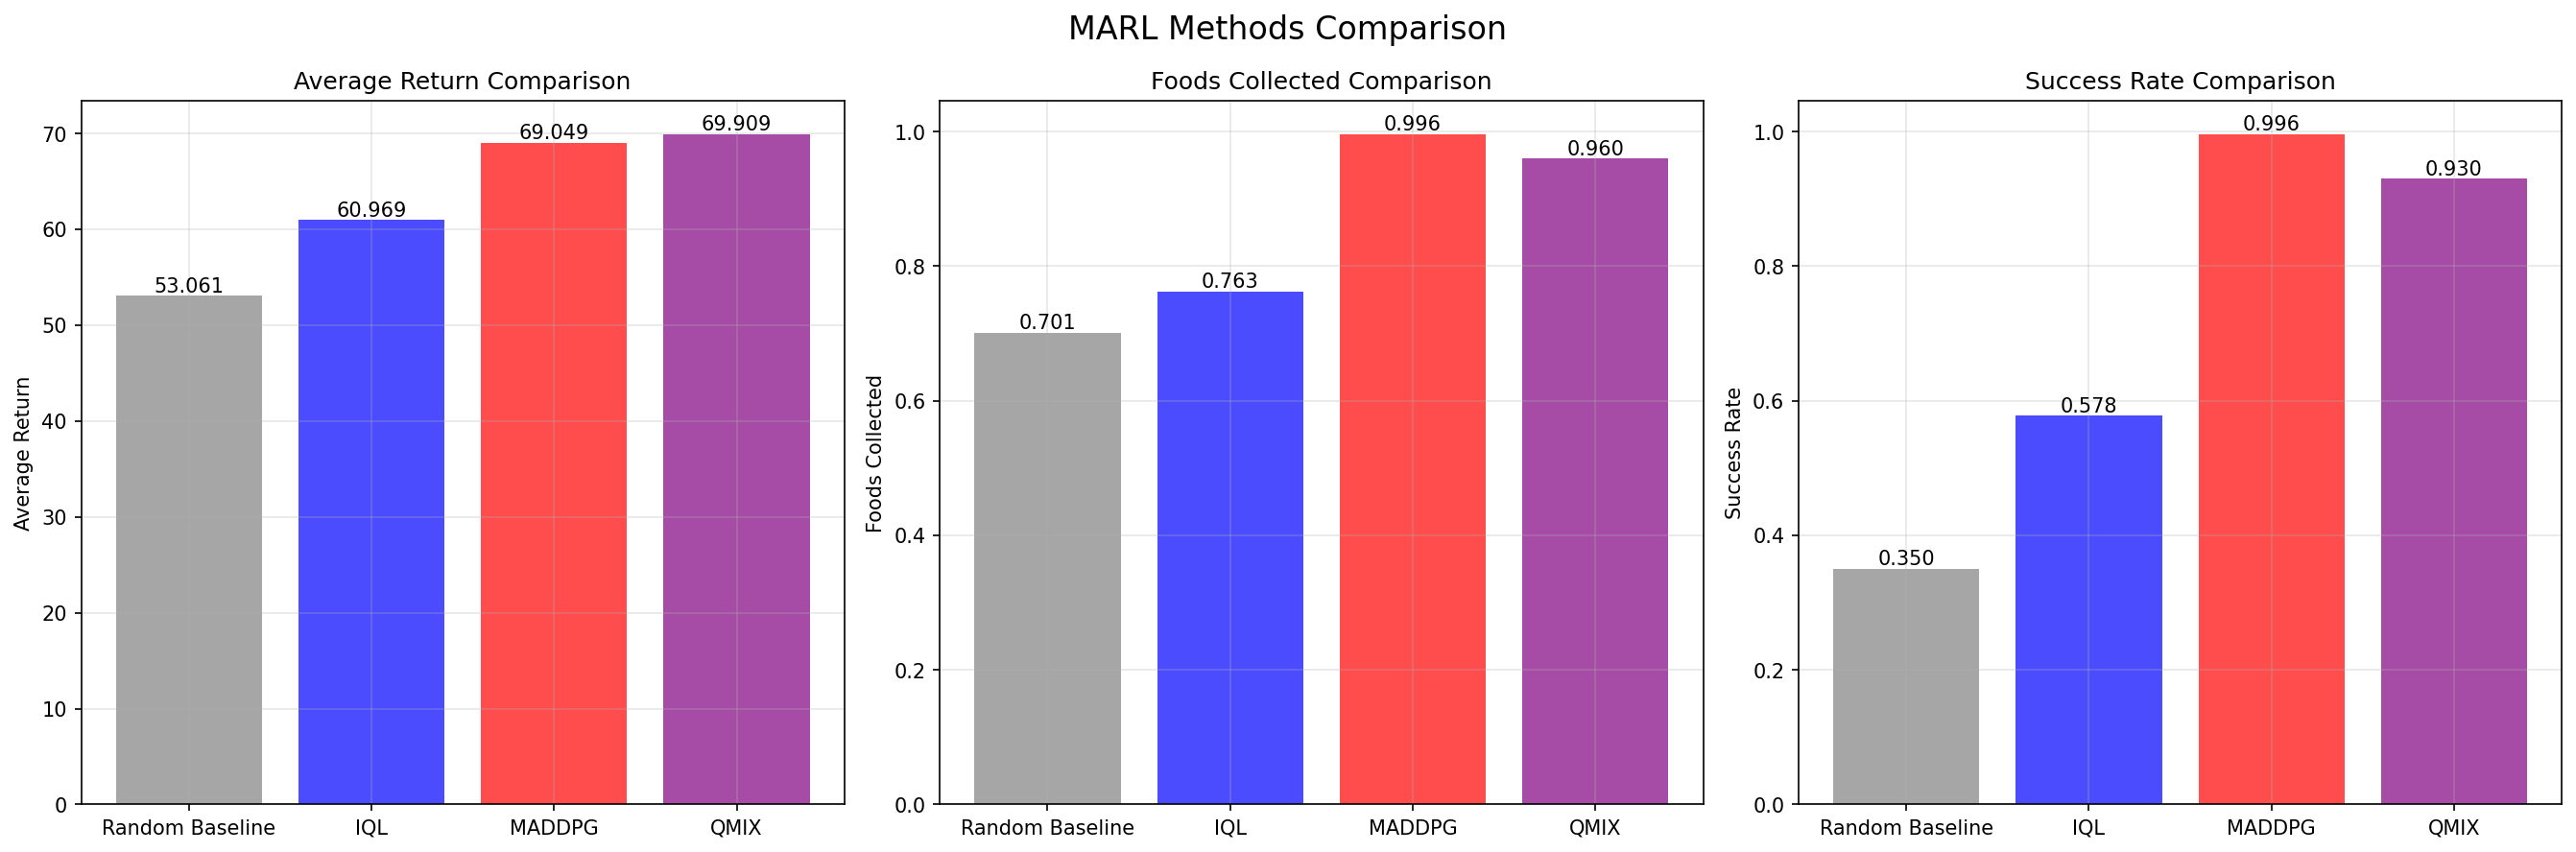 MARL Methods Comparison
Average Return Comparison
Average Return
70
60
50
40
30
20
10
0
53.061
60.969
69.049
69.909
Random Baseline
IQL
MADDPG
QMIX
Foods Collected Comparison
Foods Collected
1.0
0.8
0.6
0.4
0.2
0.0
0.701
0.763
0.996
0.960
Random Baseline
IQL
MADDPG
QMIX
Success Rate Comparison
Success Rate
1.0
0.8
0.6
0.4
0.2
0.0
0.350
0.578
0.996
0.930
Random Baseline
IQL
MADDPG
QMIX